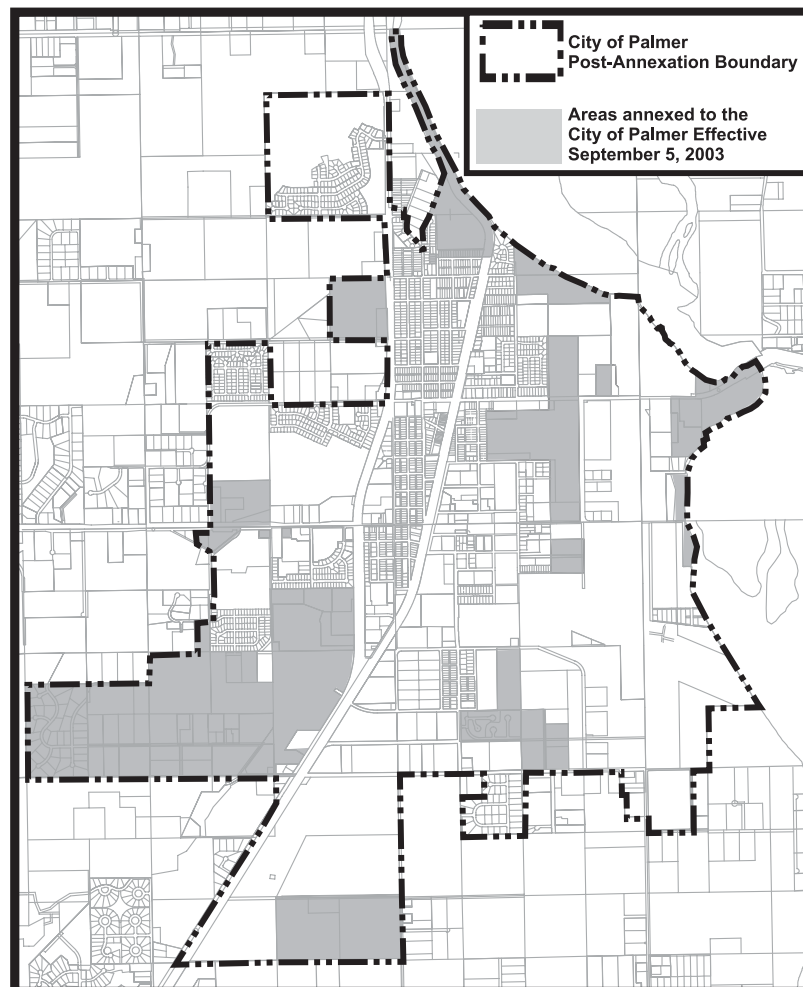 City of Palmer
Post-Annexation Boundary
Areas annexed to the
City of Palmer Effective
September 5, 2003